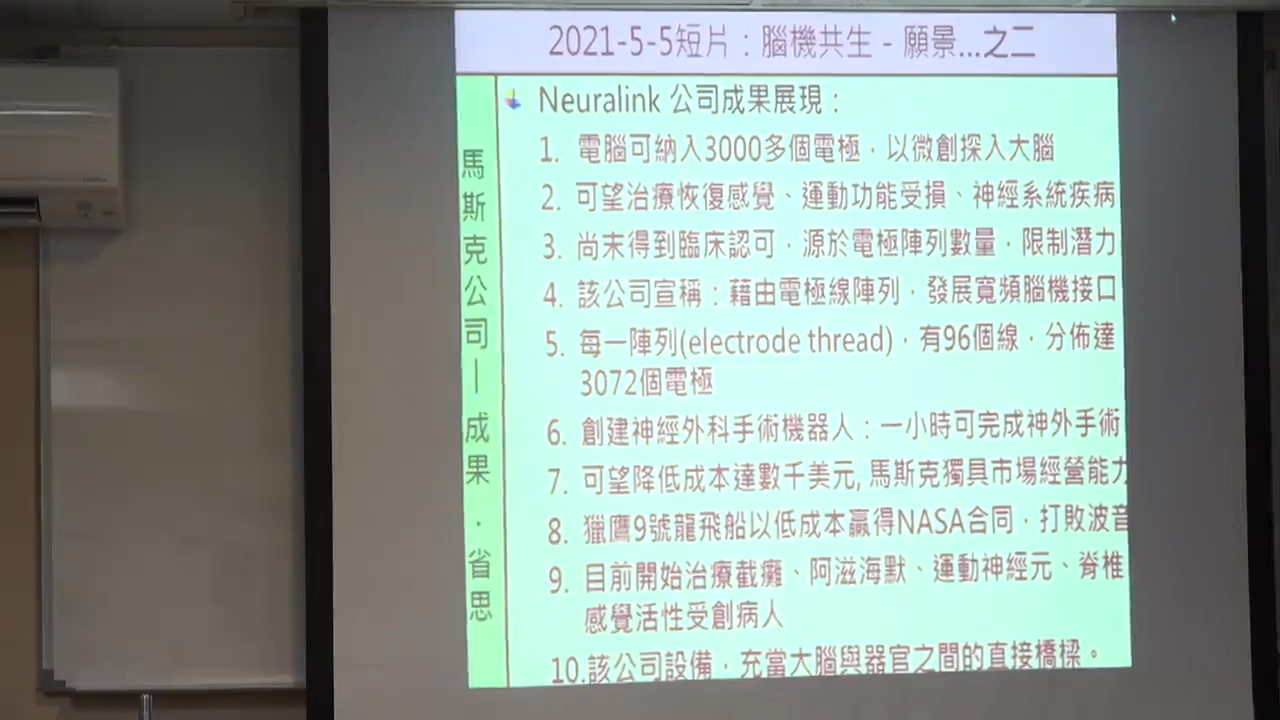 2021-5-5短片：腦機共生 - 願景...之二
馬斯克公司—成果．省思
Neuralink 公司成果展現：
1. 電腦可納入3000多個電極，以微創探入大腦
2. 可望治療恢復感覺、運動功能受損、神經系統疾病
3. 尚未得到臨床認可，源於電極陣列數量，限制潛力
4. 該公司宣稱：藉由電極線陣列，發展寬頻腦機接口
5. 每一陣列(electrode thread)，有96個線，分佈達
3072個電極
6. 創建神經外科手術機器人：一小時可完成神外手術
7. 可望降低成本達數千美元, 馬斯克獨具市場經營能力
8. 獵鷹9號龍飛船以低成本贏得NASA合同，打敗波音
9. 目前開始治療截癱、阿滋海默、運動神經元、脊椎
感覺活性受創病人
10.該公司設備，充當大腦與器官之間的直接橋樑。